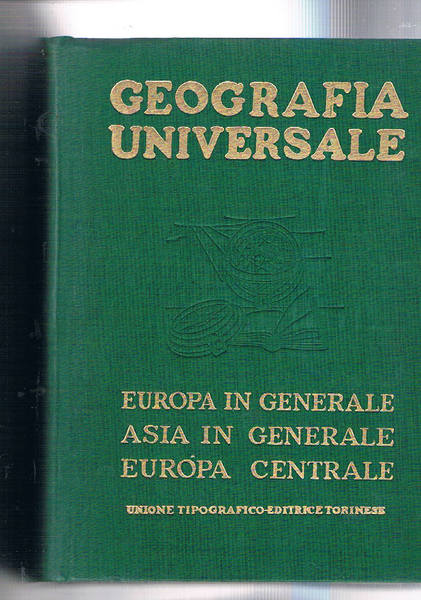 GEOGRAFIA
UNIVERSALE
EUROPA IN GENERALE
ASIA IN GENERALE
EURÓPA CENTRALE
UNIONE TIPOGRAFICO-EDITRICE TORINESE